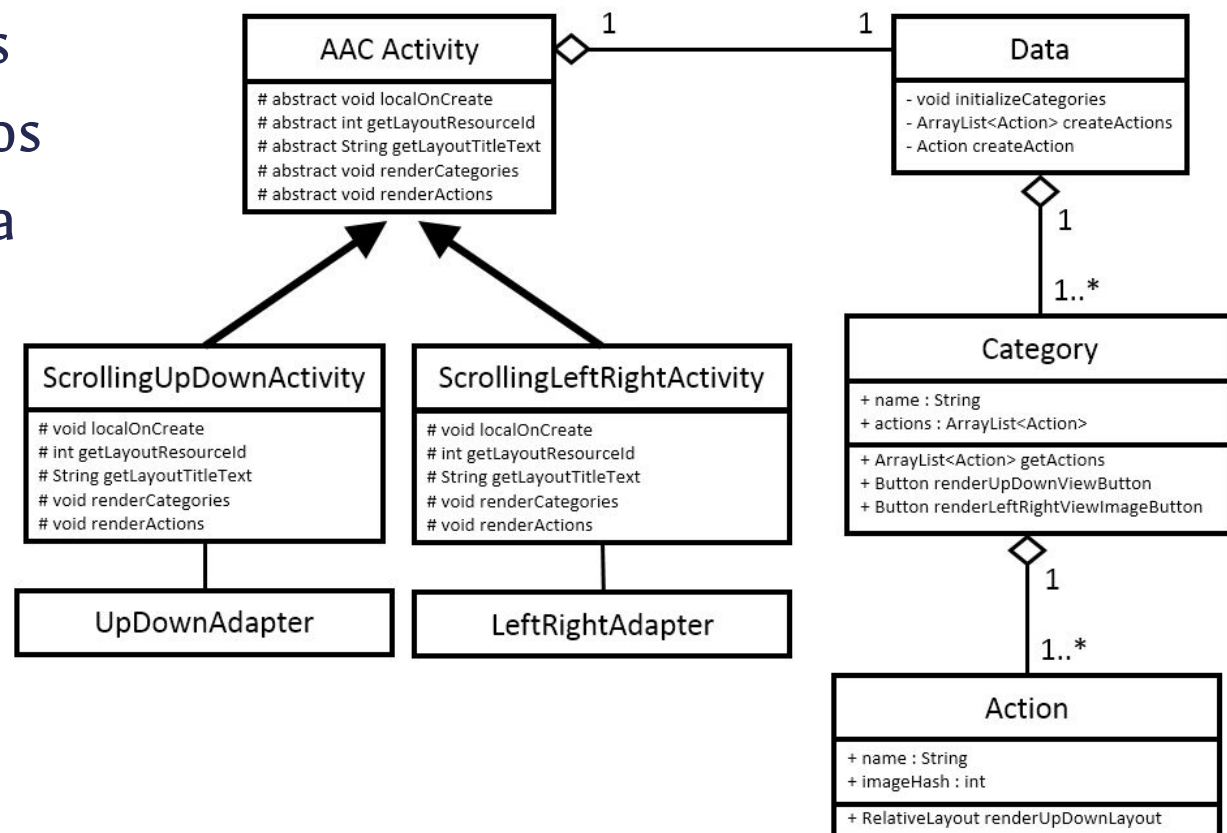 s
os
a
AAC Activity
# abstract void localOnCreate
# abstract int getLayoutResourceId
# abstract String getLayoutTitleText
# abstract void renderCategories
# abstract void renderActions
1
1
Data
- void initializeCategories
- ArrayList<Action> createActions
- Action createAction
1
1..*
ScrollingUpDownActivity
# void localOnCreate
# int getLayoutResourceId
# String getLayoutTitleText
# void renderCategories
# void renderActions
UpDownAdapter
ScrollingLeftRightActivity
# void localOnCreate
# int getLayoutResourceId
# String getLayoutTitleText
# void renderCategories
# void renderActions
LeftRightAdapter
Category
+ name : String
+ actions : ArrayList<Action>
+ ArrayList<Action> getActions
+ Button renderUpDownViewButton
+ Button renderLeftRightViewImageButton
1
1..*
Action
+ name : String
+ imageHash : int
+ RelativeLayout renderUpDownLayout